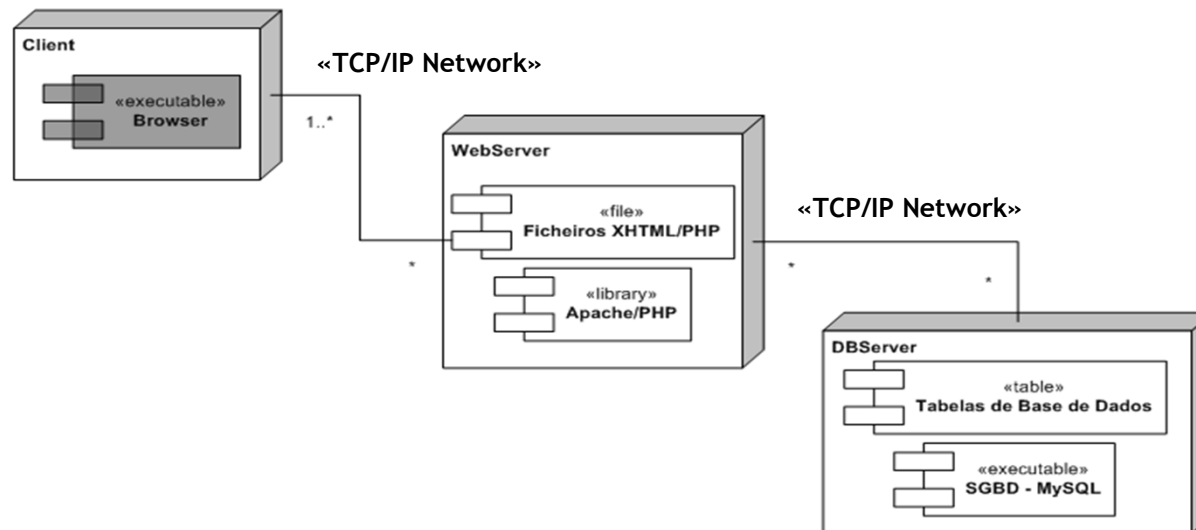 Client
«executable»
Browser
«TCP/IP Network»
1..*
*
WebServer
«file»
Ficheiros XHTML/PHP
«library»
Apache/PHP
«TCP/IP Network»
*
*
DBServer
«table»
Tabelas de Base de Dados
«executable»
SGBD - MySQL